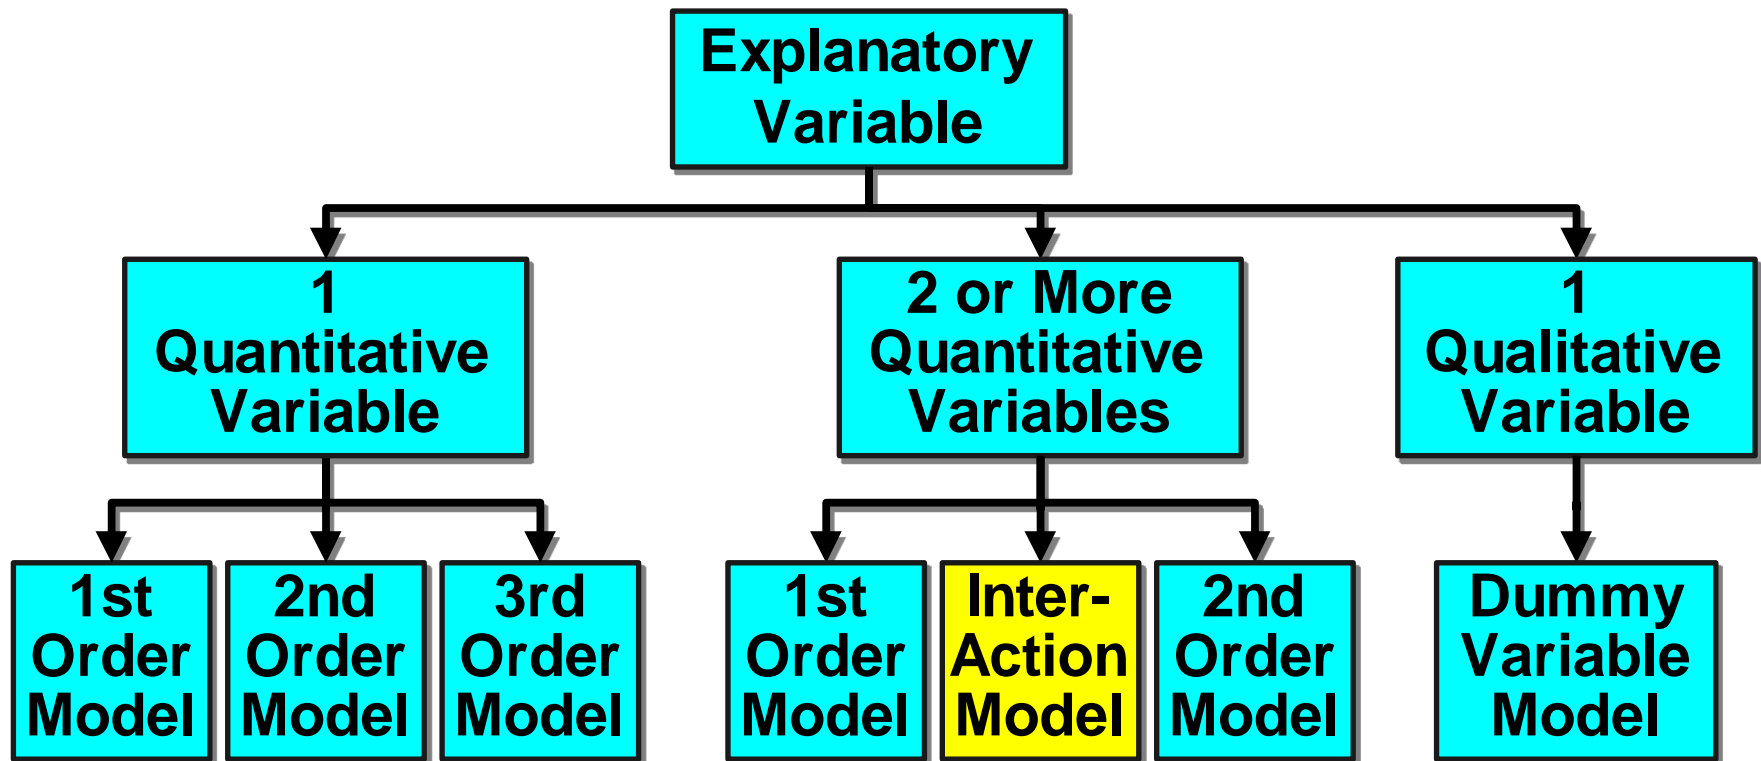 Explanatory
Variable
1
Quantitative
Variable
2 or More
Quantitative
Variables
1
Qualitative
Variable
1st
Order
Model
2nd
Order
Model
3rd
Order
Model
1st
Order
Model
Inter-
Action
Model
2nd
Order
Model
Dummy
Variable
Model